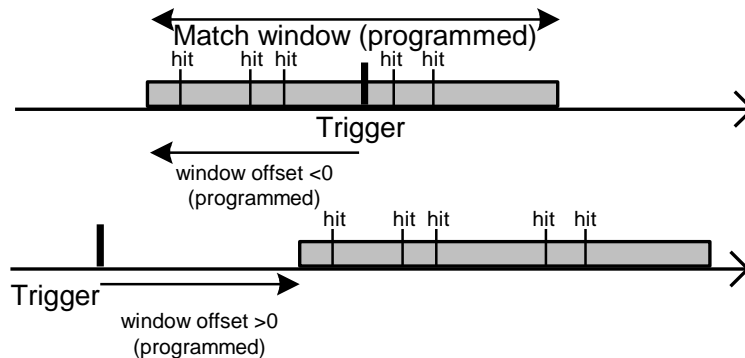 Match window (programmed)
hit hit hit hit hit
Trigger
window offset <0
(programmed)
hit hit hit hit hit
Trigger
window offset >0
(programmed)